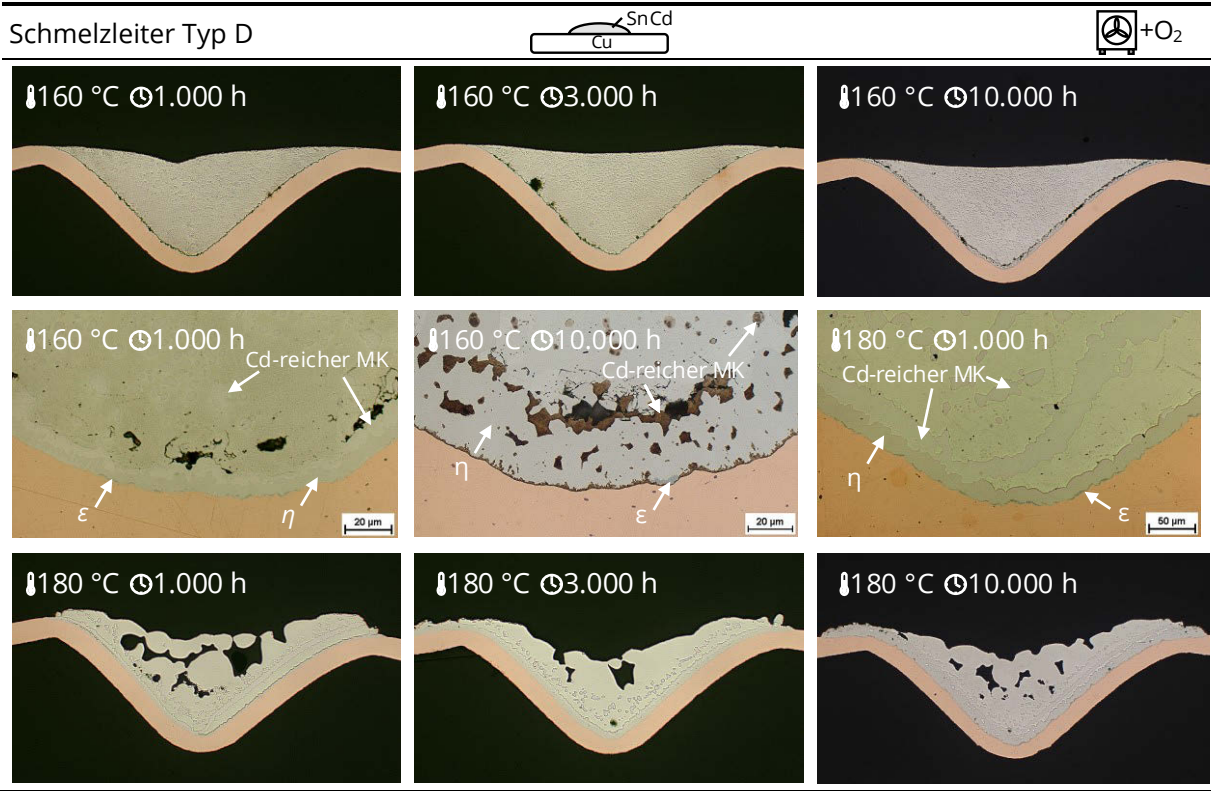 Schmelzleiter Typ D
SnCd
Cu
+O₂
160 °C 1.000 h
160 °C 3.000 h
160 °C 10.000 h
160 °C 1.000 h
Cd-reicher MK
ε
η
20 µm
160 °C 10.000 h
Cd-reicher MK
η
ε
20 µm
180 °C 1.000 h
Cd-reicher MK
η
ε
50 µm
180 °C 1.000 h
180 °C 3.000 h
180 °C 10.000 h